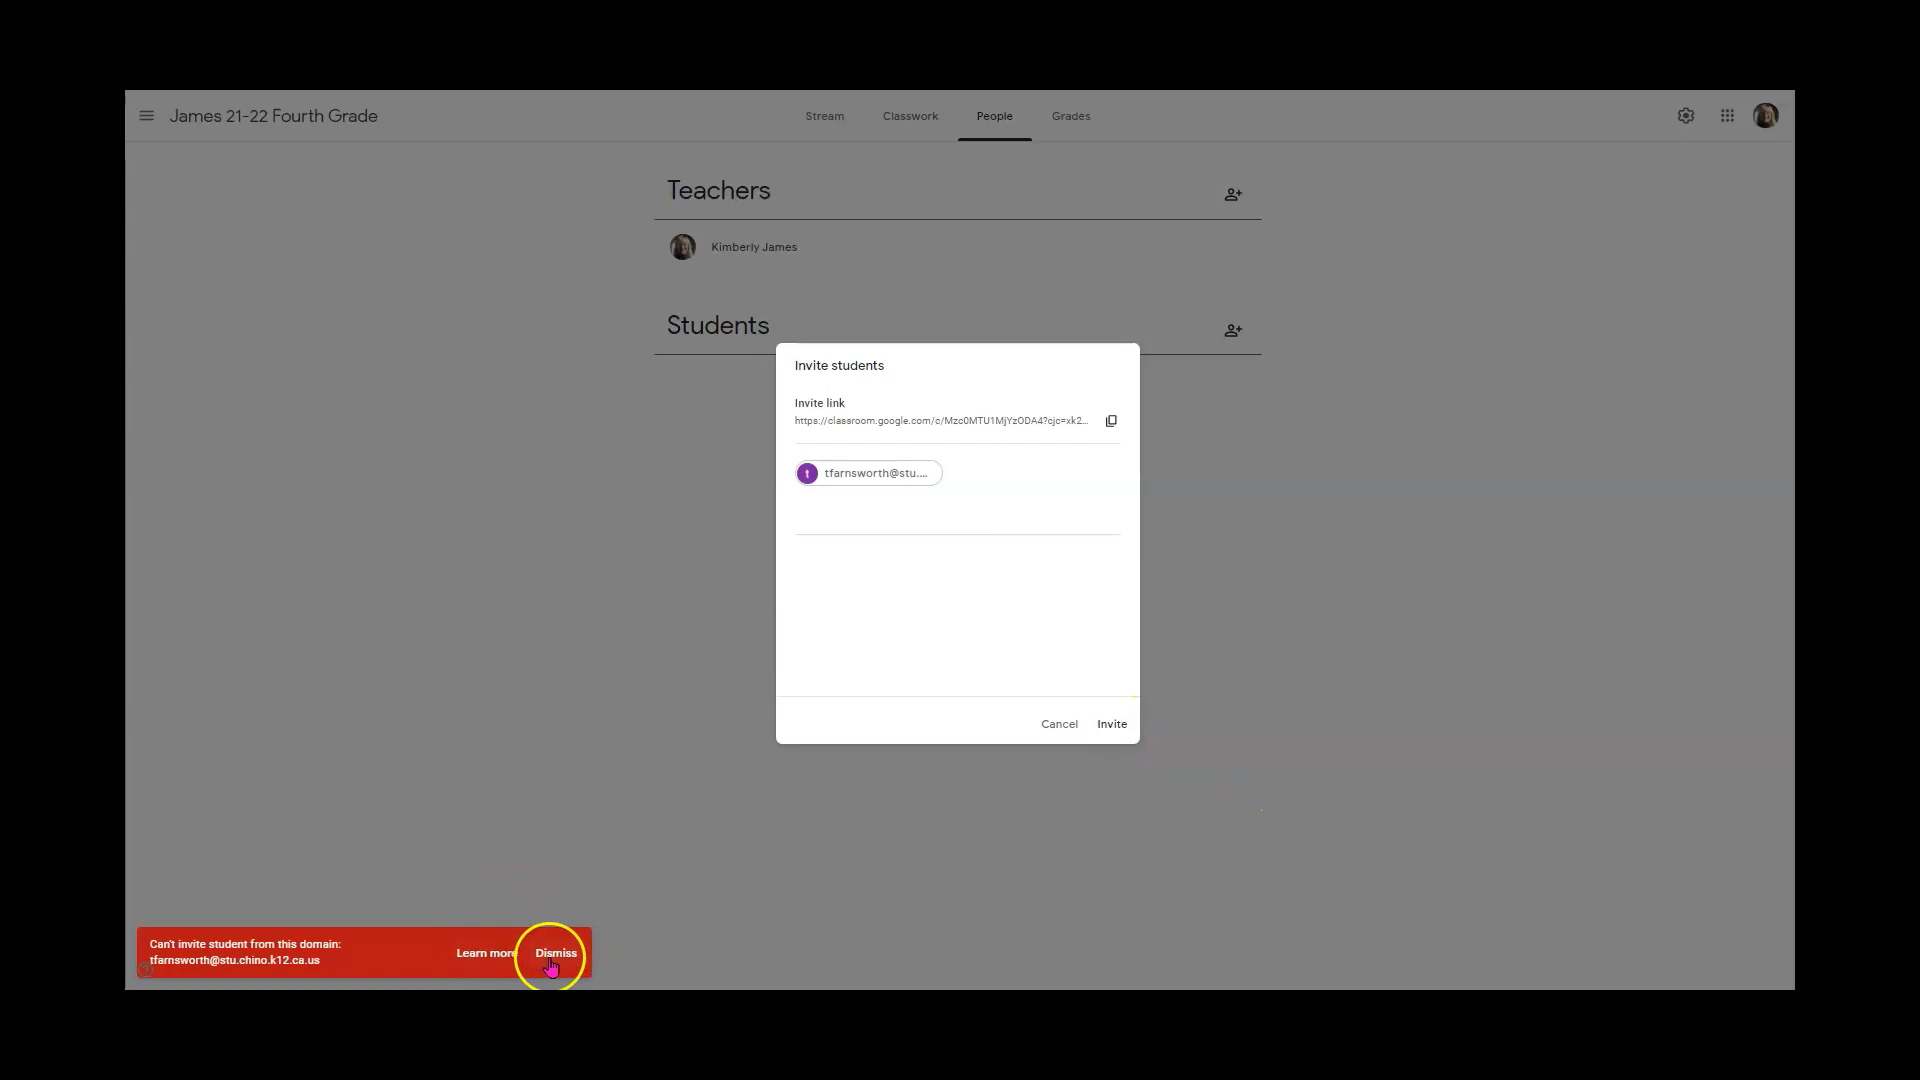 James 21-22 Fourth Grade
Stream
Classwork
People
Grades
Teachers
Kimberly James
Students
Invite students
Invite link
https://classroom.google.com/c/Mzc0MTU1MjYzODA4?cjc=xk2...
t
tfarnsworth@stu....
Cancel
Invite
Can't invite student from this domain:
tfarnsworth@stu.chino.k12.ca.us
Learn more
Dismiss